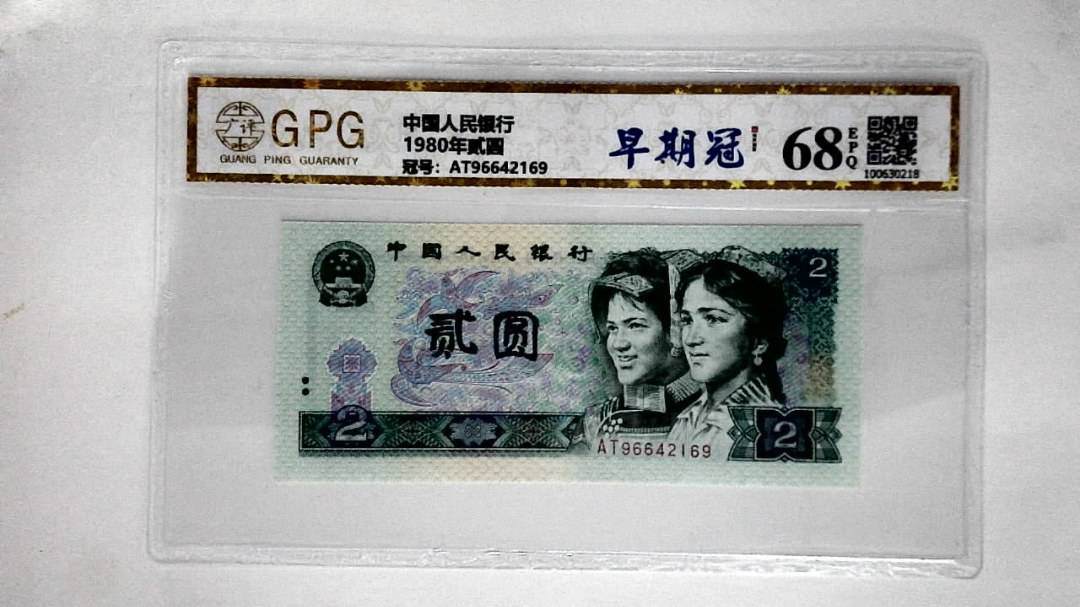 广评
GPG
GUANG PING GUARANTY
中国人民银行
1980年贰圆
冠号: AT96642169
早期冠
68
EPQ
100630218
中国人民银行
2
贰圆
2
AT96642169
2